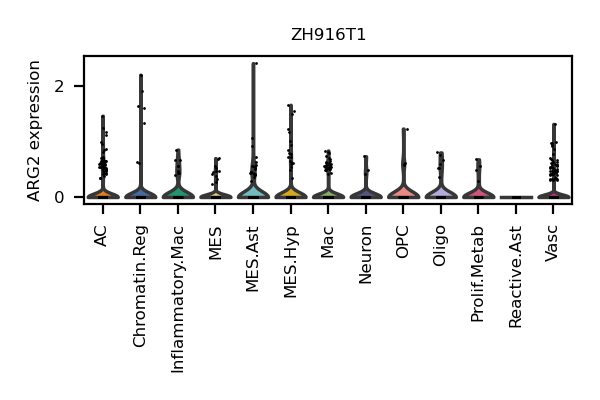 ZH916T1
ARG2 expression
2
0
AC
Chromatin.Reg
Inflammatory.Mac
MES
MES.Ast
MES.Hyp
Mac
Neuron
OPC
Oligo
Prolif.Metab
Reactive.Ast
Vasc